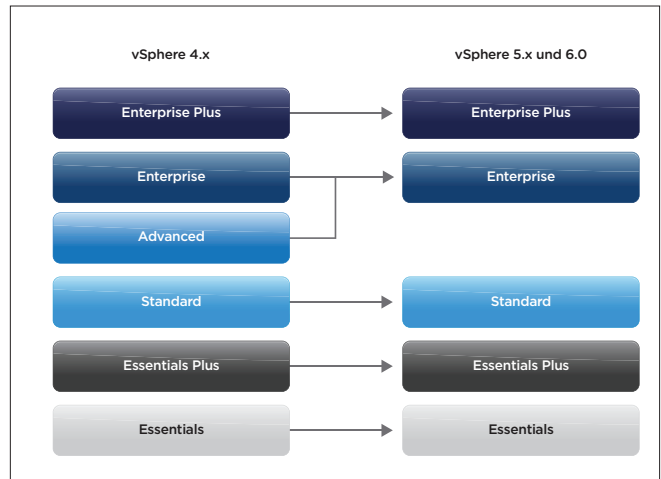 vSphere 4.x vSphere 5.x und 6.0
Enterprise Plus Enterprise Plus
Enterprise Enterprise
Advanced
Standard Standard
Essentials Plus Essentials Plus
Essentials Essentials